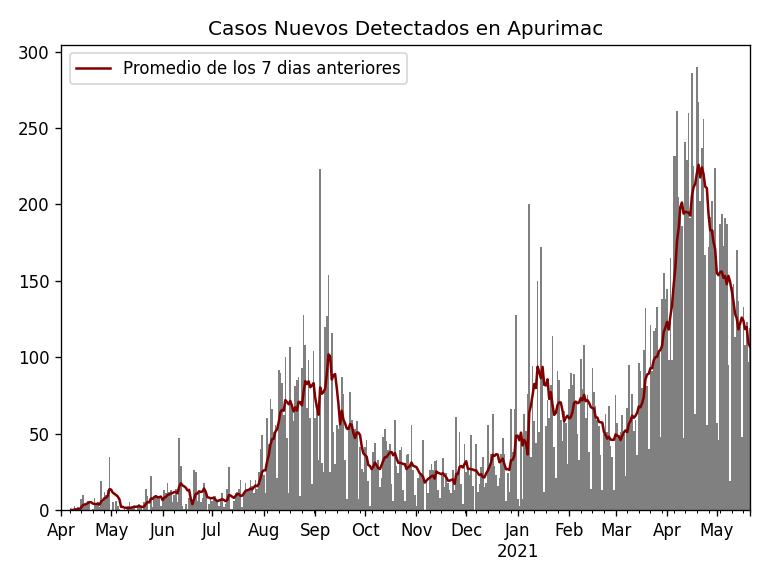 Casos Nuevos Detectados en Apurimac
Promedio de los 7 dias anteriores
300
250
200
150
100
50
0
Apr May Jun Jul Aug Sep Oct Nov Dec Jan Feb Mar Apr May
2021